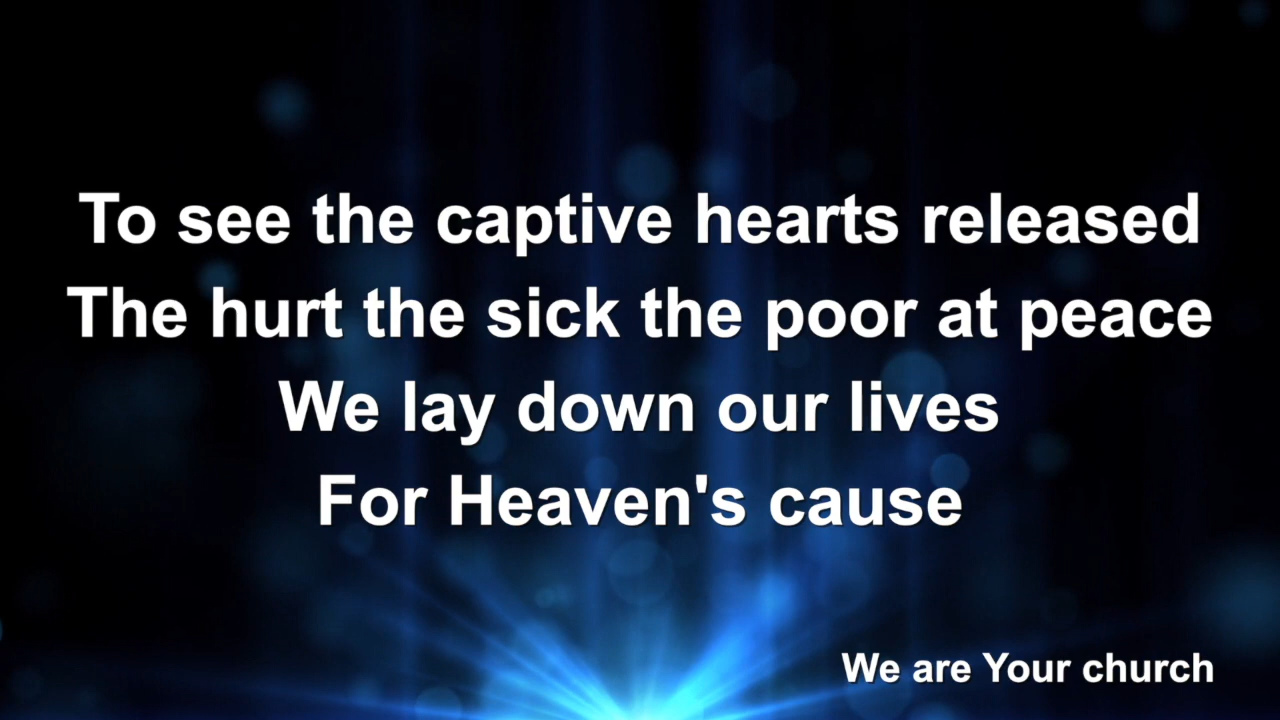 To see the captive hearts released
The hurt the sick the poor at peace
We lay down our lives
For Heaven's cause
We are Your church